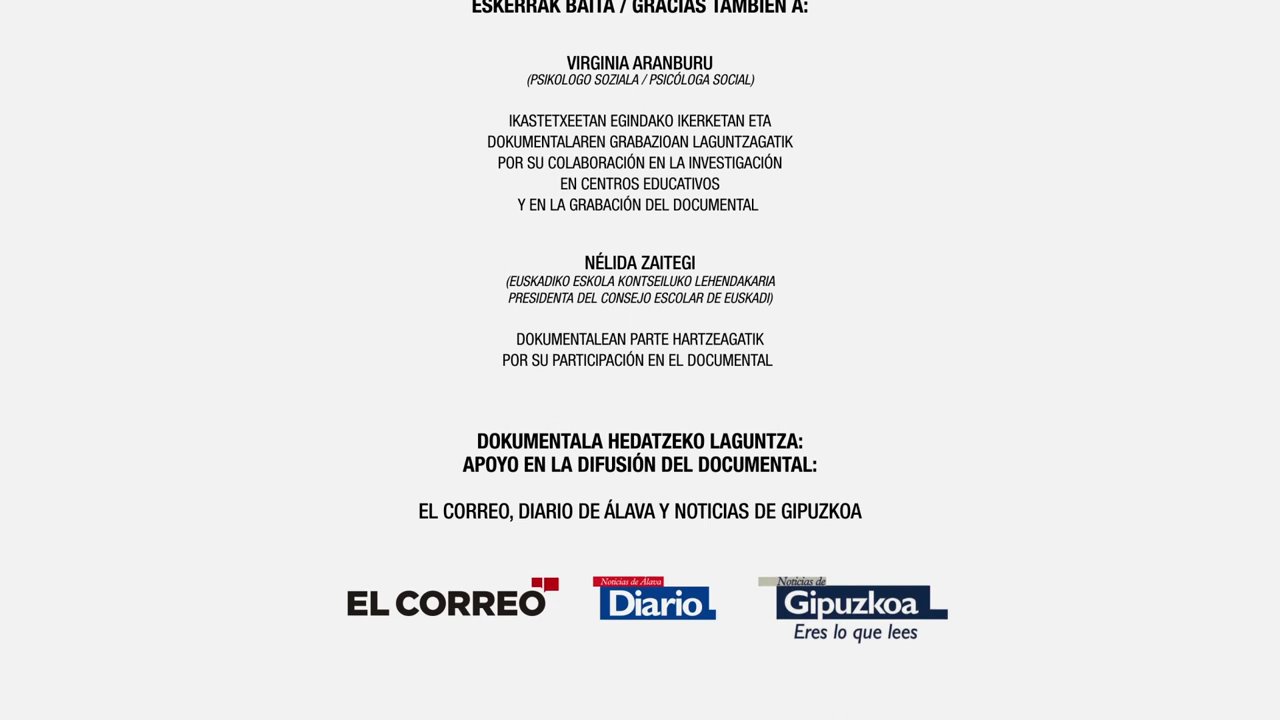 ESKERRAK BAITA / GRACIAS TAMBIÉN A:
VIRGINIA ARANBURU
(PSIKOLOGO SOZIALA / PSICÓLOGA SOCIAL)
IKASTETXEETAN EGINDAKO IKERKETAN ETA
DOKUMENTALAREN GRABAZIOAN LAGUNTZAGATIK
POR SU COLABORACIÓN EN LA INVESTIGACIÓN
EN CENTROS EDUCATIVOS
Y EN LA GRABACIÓN DEL DOCUMENTAL
NÉLIDA ZAITEGI
(EUSKADIKO ESKOLA KONTSEILUKO LEHENDAKARIA
PRESIDENTA DEL CONSEJO ESCOLAR DE EUSKADI)
DOKUMENTALEAN PARTE HARTZEAGATIK
POR SU PARTICIPACIÓN EN EL DOCUMENTAL
DOKUMENTALA HEDATZEKO LAGUNTZA:
APOYO EN LA DIFUSIÓN DEL DOCUMENTAL:
EL CORREO, DIARIO DE ÁLAVA Y NOTICIAS DE GIPUZKOA
EL CORREO
Noticias de Álava
Diario
Noticias de
Gipuzkoa
Eres lo que lees